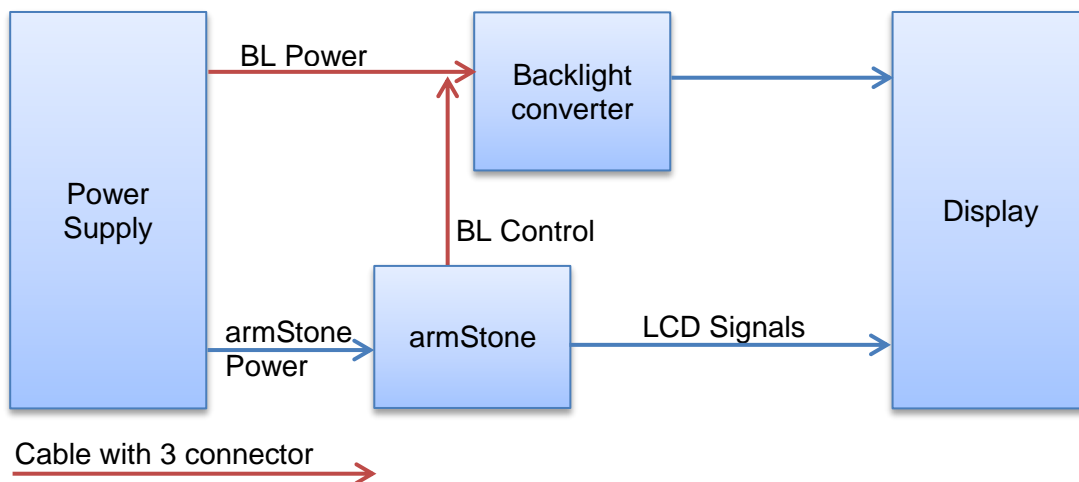 BL Power
Backlight
converter
Power
Supply
Display
BL Control
armStone
Power
armStone
LCD Signals
Cable with 3 connector